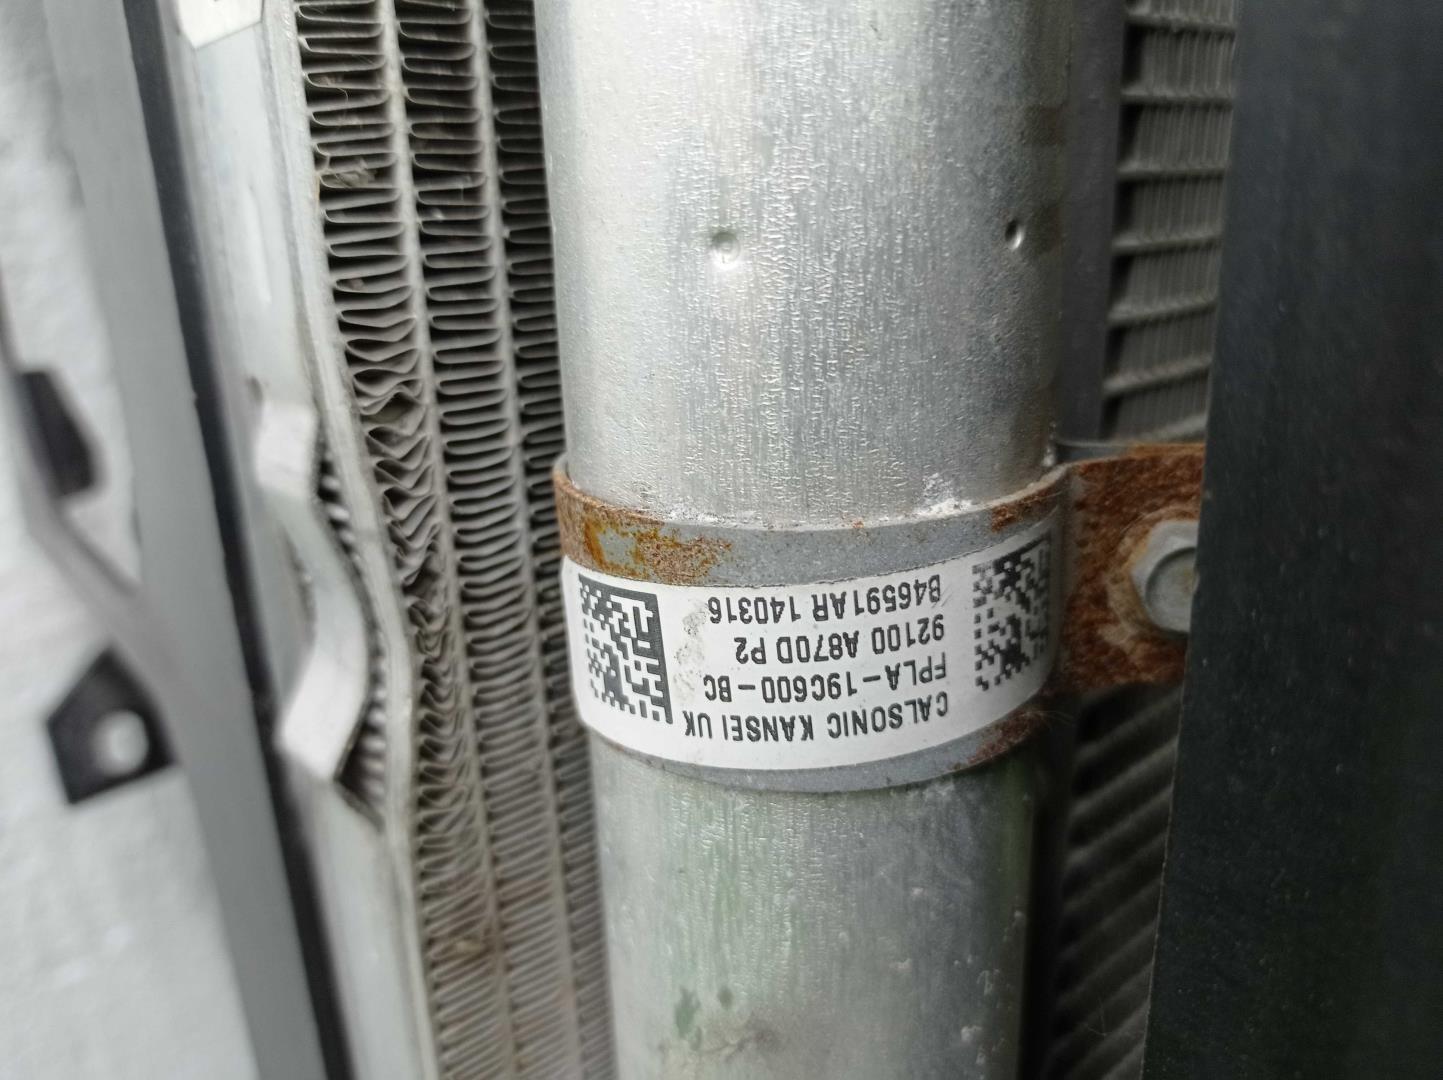 CALSONIC KANSEI UK
FPLA-19C600-BC
92100 A870D P2
B46591AR 140316